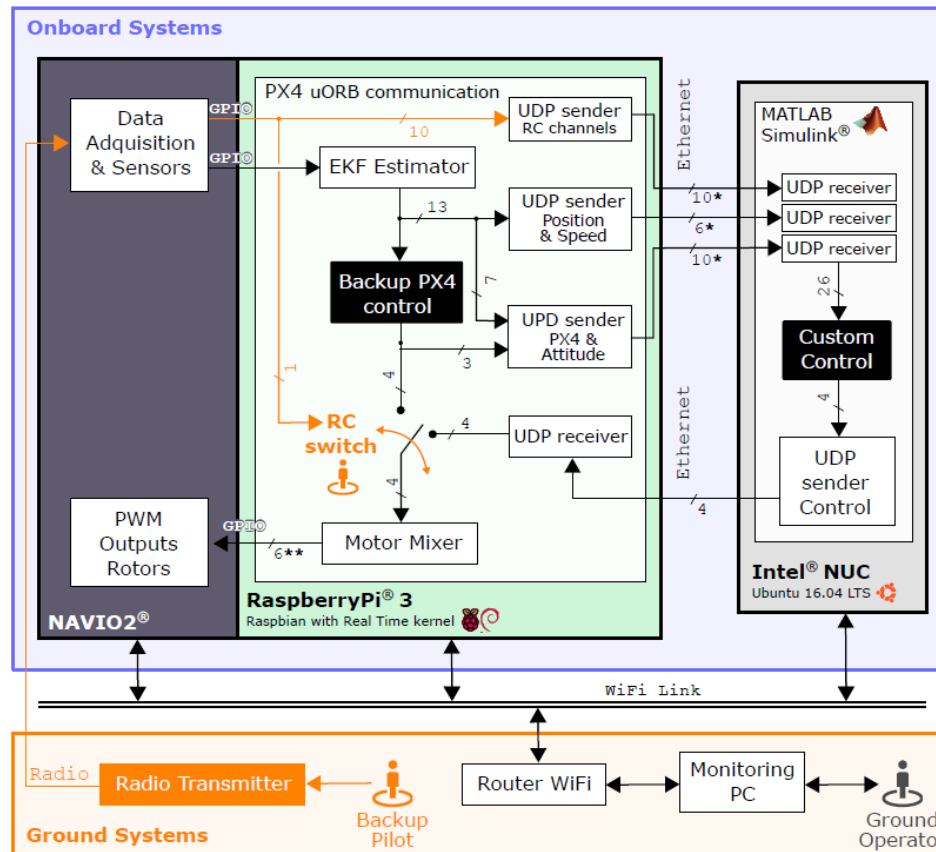 Onboard Systems
Data
Adquisition
& Sensors
GPIO
GPIO
PX4 uORB communication
10
UDP sender
RC channels
EKF Estimator
13
UDP sender
Position
& Speed
Backup PX4
control
7
UPD sender
PX4 &
Attitude
3
4
1
RC
switch
4
UDP receiver
4
Motor Mixer
GPIO
6**
PWM
Outputs
Rotors
NAVIO2®
RaspberryPi® 3
Raspbian with Real Time kernel
Ethernet
10*
6*
10*
Ethernet
4
MATLAB
Simulink®
UDP receiver
UDP receiver
UDP receiver
26
Custom
Control
4
UDP
sender
Control
Intel® NUC
Ubuntu 16.04 LTS
WiFi Link
Radio
Radio Transmitter
Backup
Pilot
Router WiFi
Monitoring
PC
Ground
Operato
Ground Systems